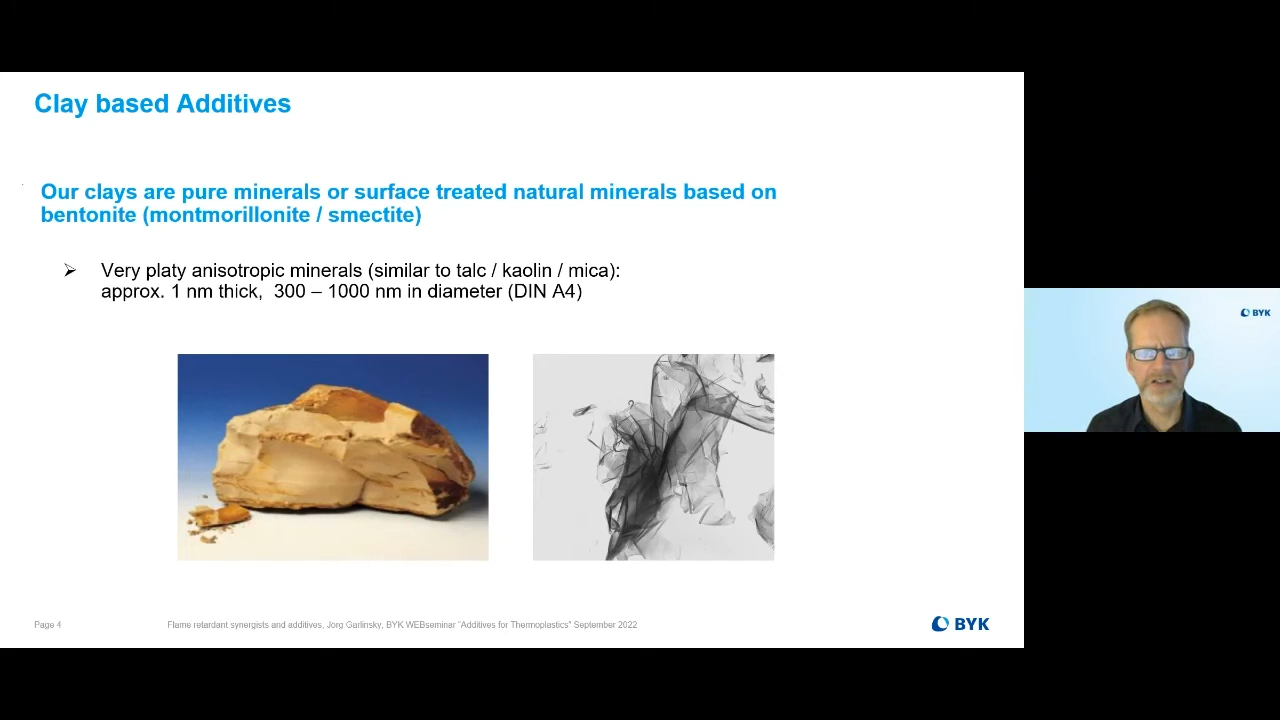 Clay based Additives
Our clays are pure minerals or surface treated natural minerals based on
bentonite (montmorillonite / smectite)
➢ Very platy anisotropic minerals (similar to talc / kaolin / mica):
approx. 1 nm thick, 300 – 1000 nm in diameter (DIN A4)
BYK
Page 4
Flame retardant synergists and additives, Jorg Garlinsky, BYK WEBseminar "Additives for Thermoplastics" September 2022
BYK